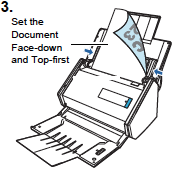 3.
Set the
Document
Face-down
and Top-first